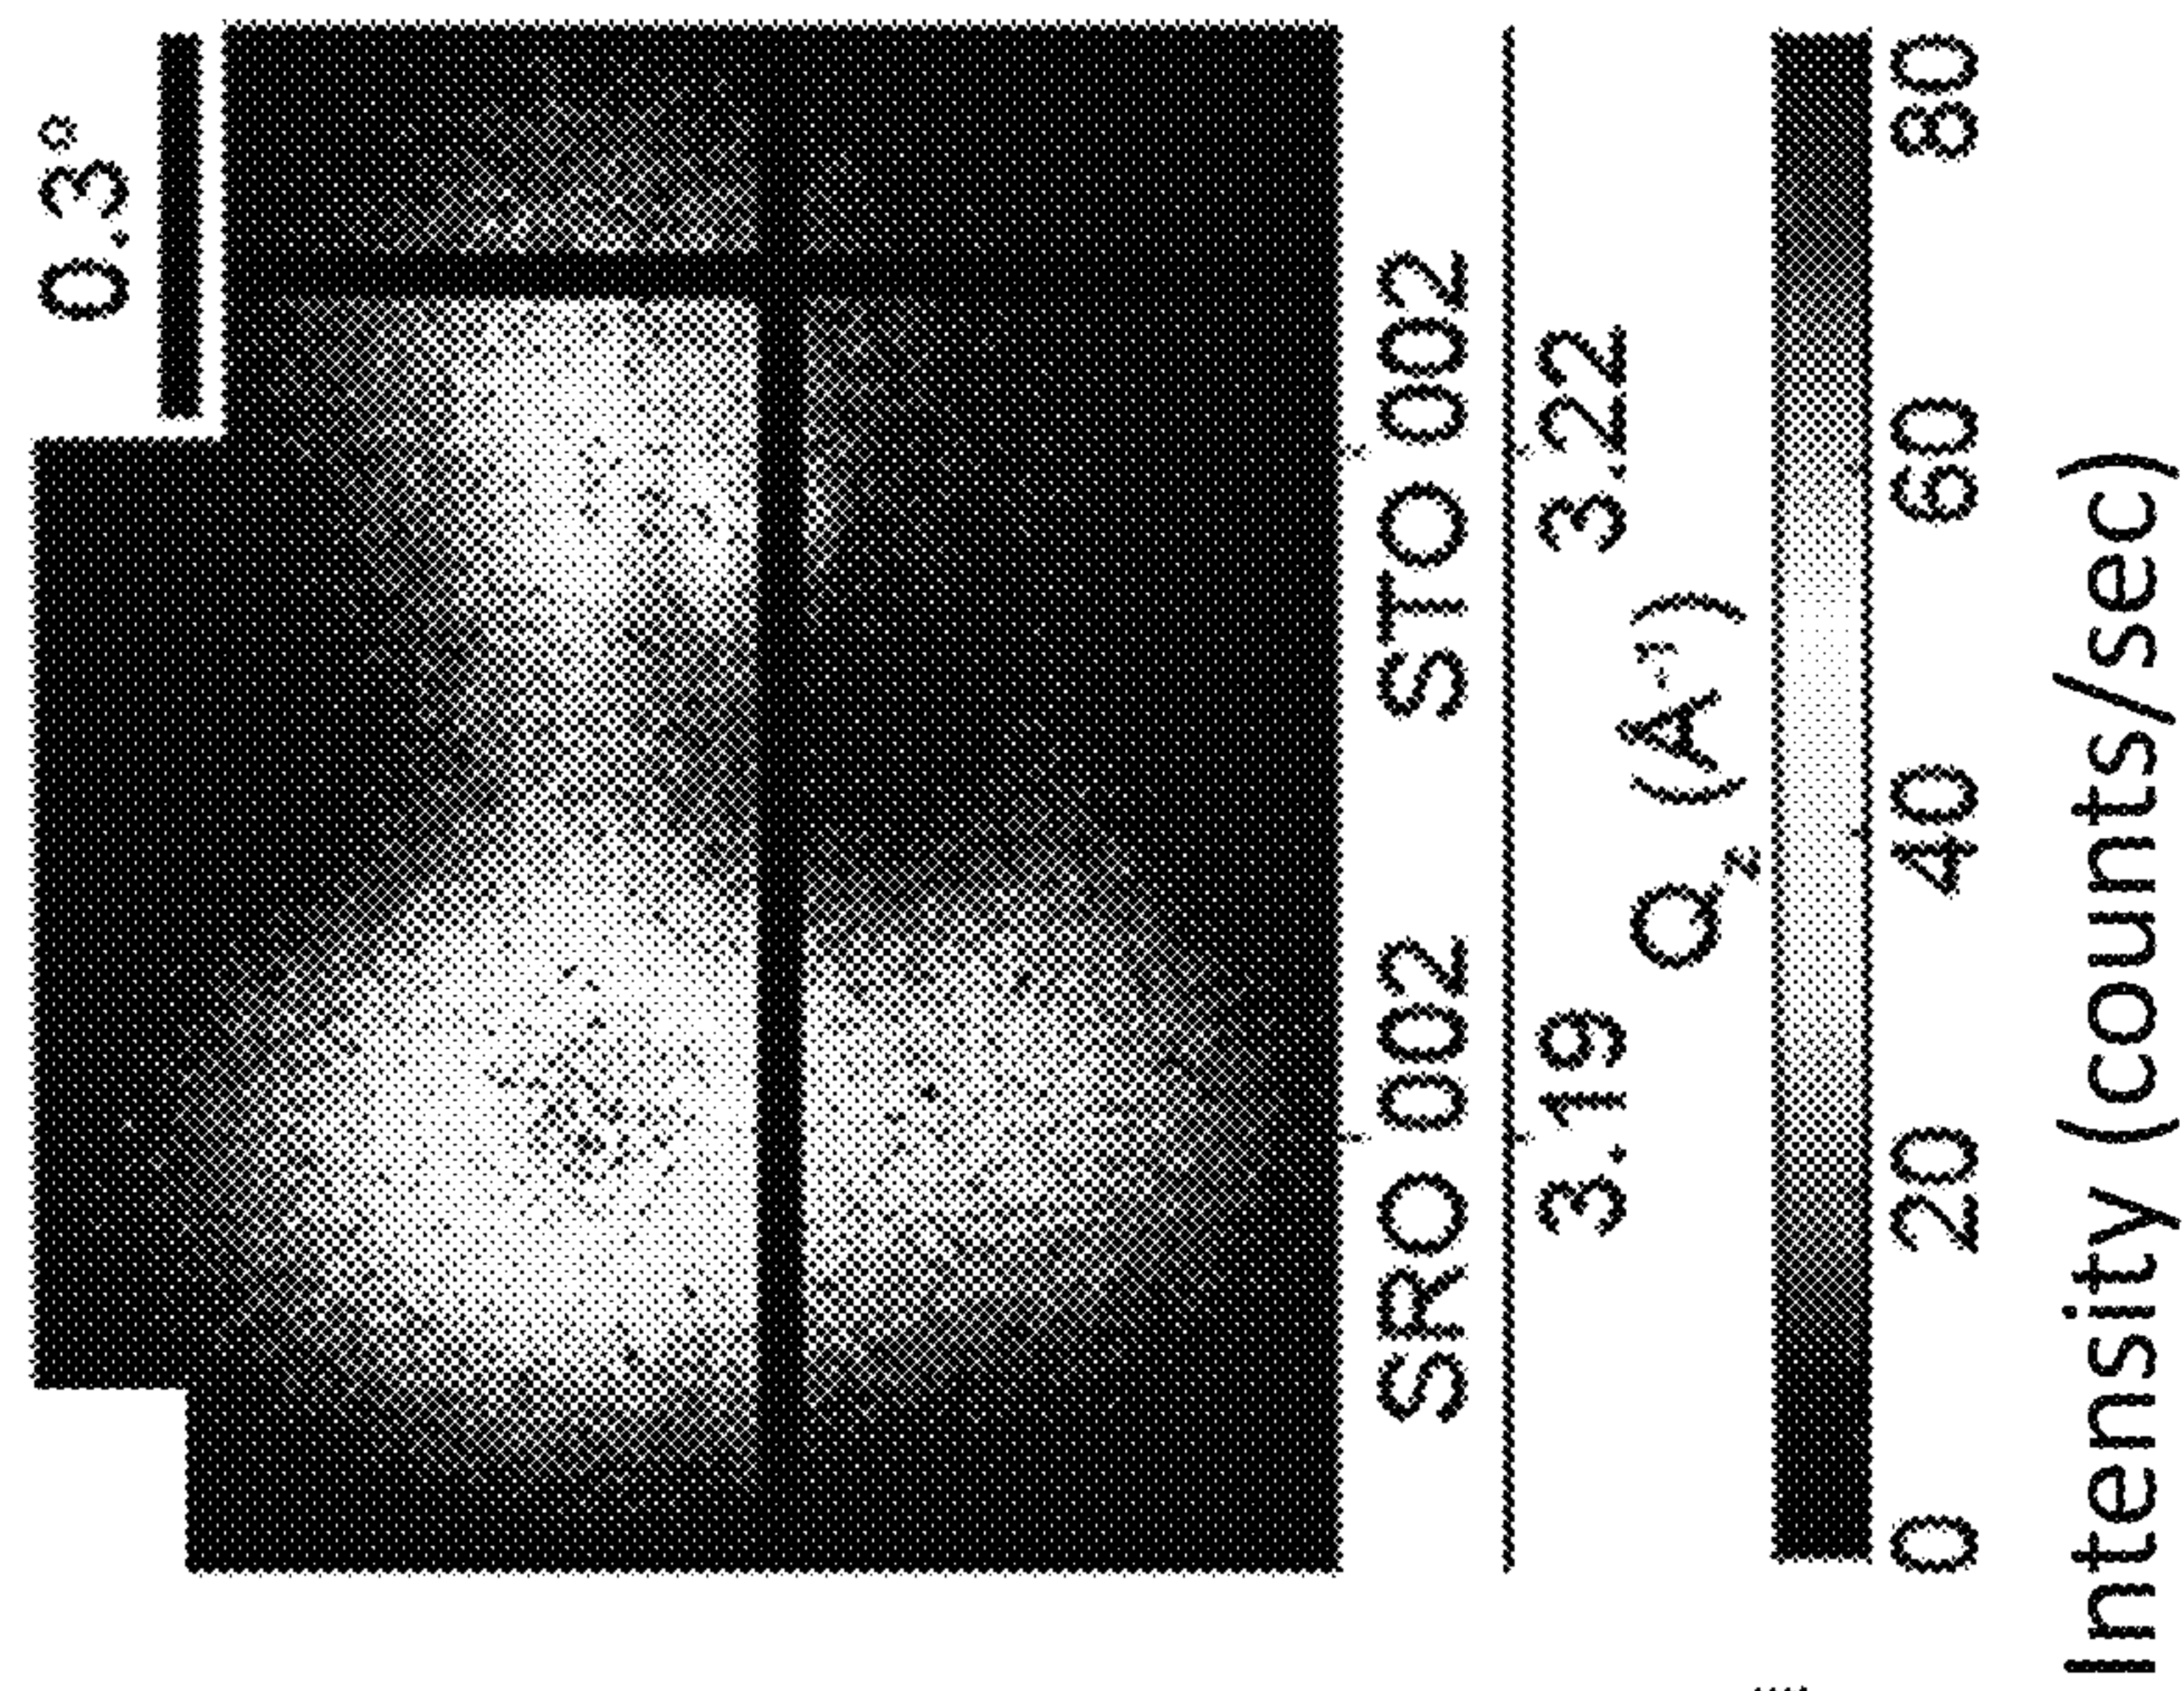 0.3°
SRO 002 STO 002
3.19 3.22
Qz (Å⁻¹)
0 20 40 60 80
Intensity (counts/sec)